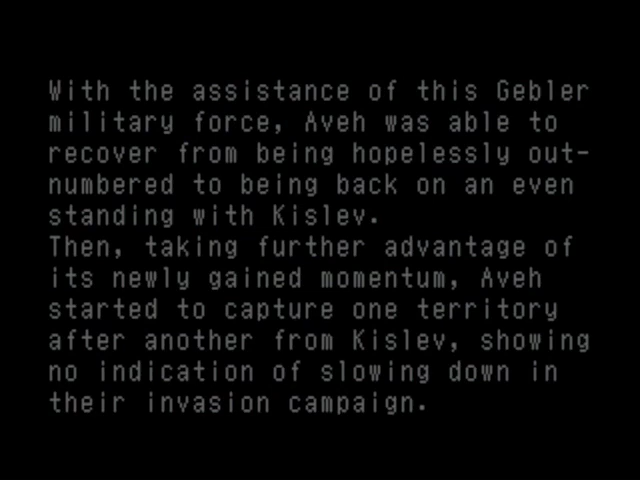 With the assistance of this Gebler
military force, Aveh was able to
recover from being hopelessly out-
numbered to being back on an even
standing with Kislev.
Then, taking further advantage of
its newly gained momentum, Aveh
started to capture one territory
after another from Kislev, showing
no indication of slowing down in
their invasion campaign.